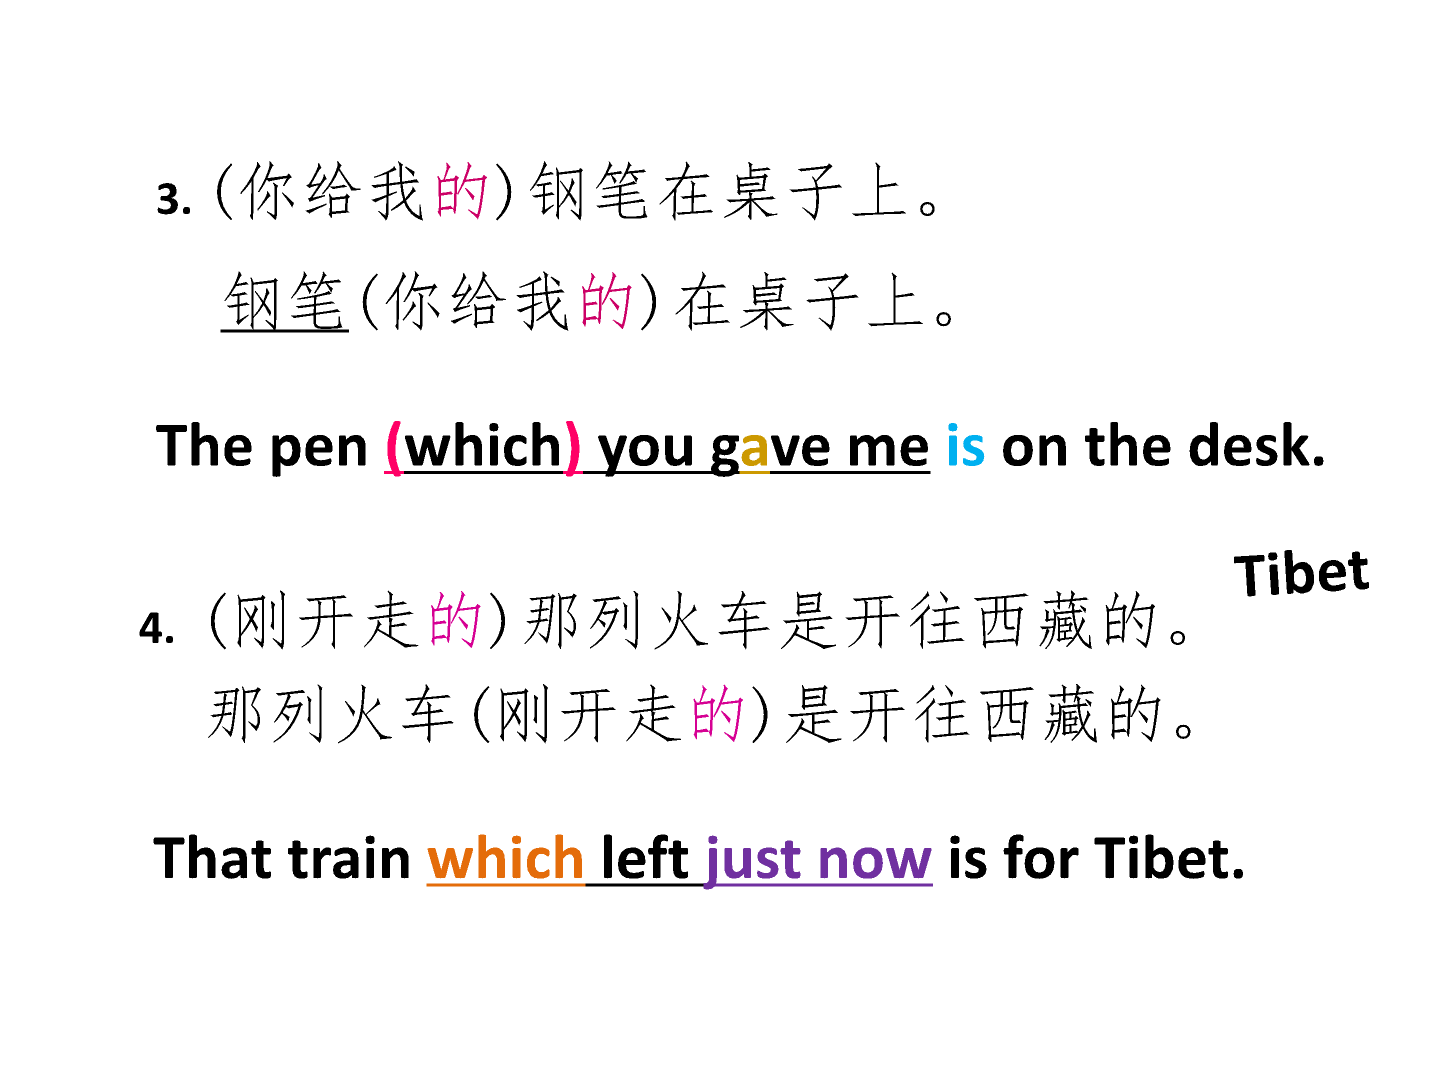 3. (你给我的)钢笔在桌子上。
钢笔(你给我的)在桌子上。
The pen (which) you gave me is on the desk.
Tibet
4. (刚开走的)那列火车是开往西藏的。
那列火车(刚开走的)是开往西藏的。
That train which left just now is for Tibet.